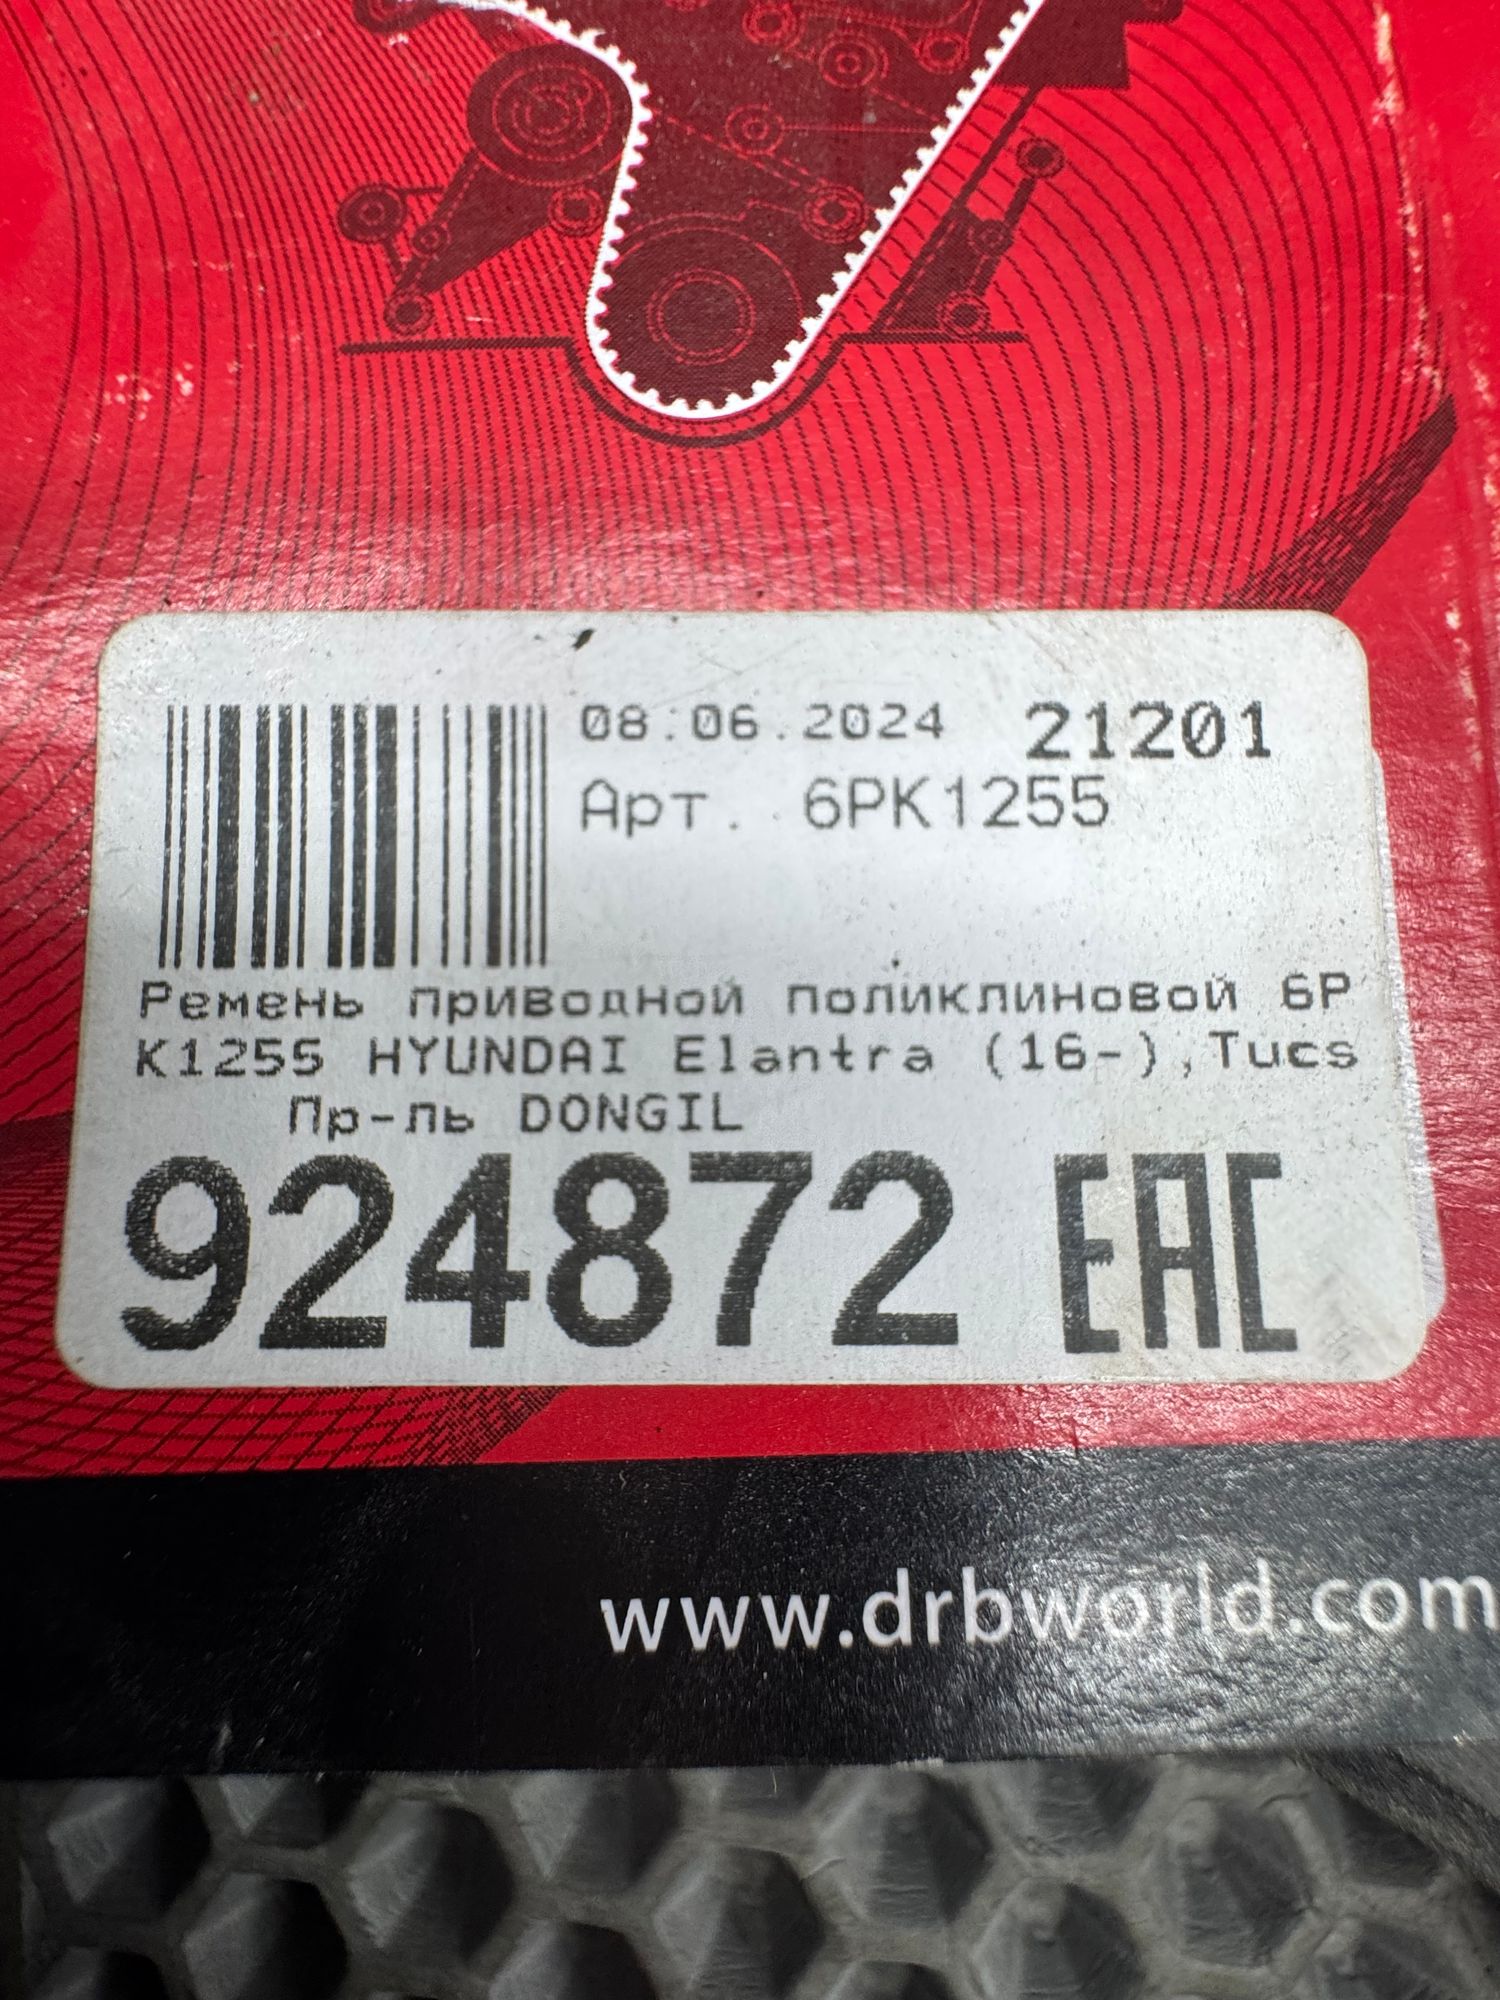 08.06.2024 21201
Арт. 6PK1255
Ремень приводной поликлиновой 6P
K1255 HYUNDAI Elantra (16-),Tucs
Пр-ль DONGIL
924872 EAC
www.drbworld.com